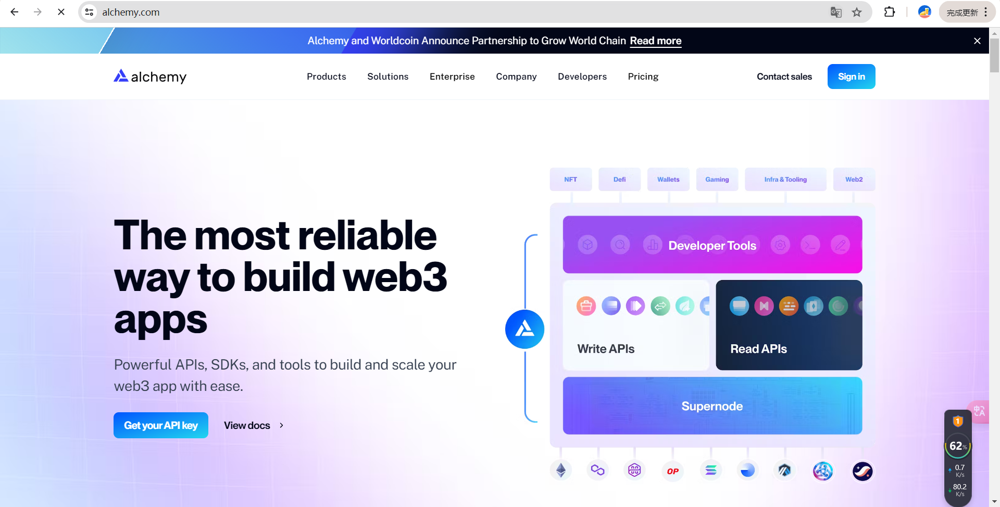 alchemy.com
完成更新
Alchemy and Worldcoin Announce Partnership to Grow World Chain Read more
alchemy
Products Solutions Enterprise Company Developers Pricing
Contact sales
Sign in
NFT Defi Wallets Gaming Infra & Tooling Web2
The most reliable
way to build web3
apps
Powerful APIs, SDKs, and tools to build and scale your
web3 app with ease.
Get your API key
View docs
Developer Tools
Write APIs
Read APIs
Supernode
OP
中A
1
62%
0.7
K/s
80.2
K/s